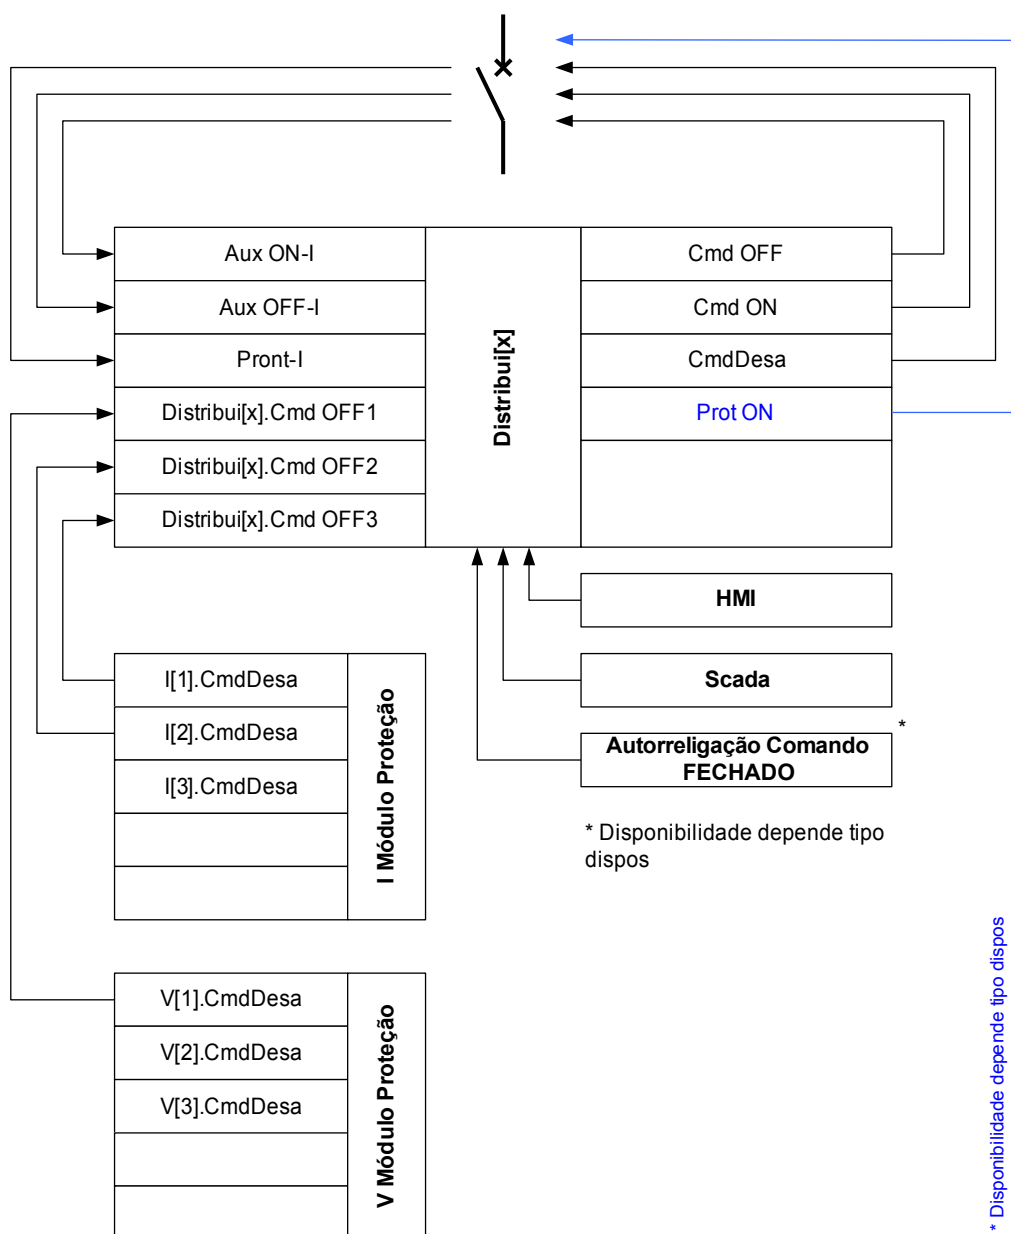 Aux ON-I
Aux OFF-I
Pront-I
Distribui[x].Cmd OFF1
Distribui[x].Cmd OFF2
Distribui[x].Cmd OFF3
Distribui[x]
Cmd OFF
Cmd ON
CmdDesa
Prot ON
HMI
Scada
Autorreligação Comando
FECHADO
*
* Disponibilidade depende tipo
dispos
I[1].CmdDesa
I[2].CmdDesa
I[3].CmdDesa
I Módulo Proteção
V[1].CmdDesa
V[2].CmdDesa
V[3].CmdDesa
V Módulo Proteção
* Disponibilidade depende tipo dispos